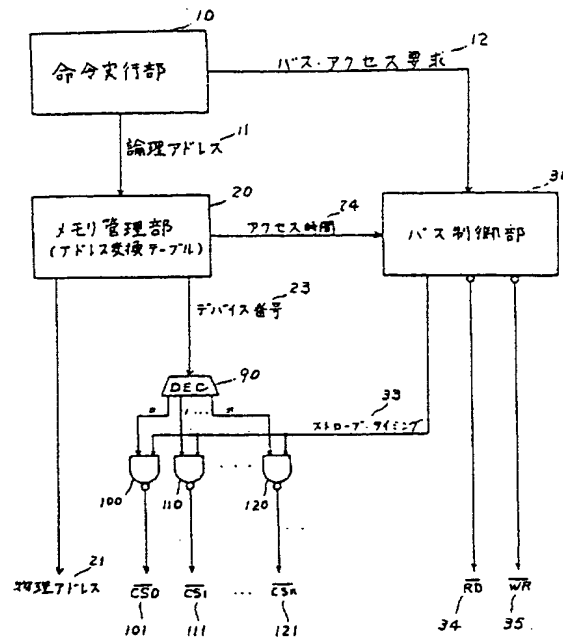 10
命令実行部
バス・アクセス要求
12
論理アドレス
11
20
メモリ管理部
(アドレス変換テーブル)
アクセス時間
24
バス制御部
デバイス番号
23
DEC
90
0
1
.....
n
ストローブ・タイミング
33
100
110
...
120
物理アドレス
21
CS0
CS1
...
CSn
RD
WR
101
111
121
34
35